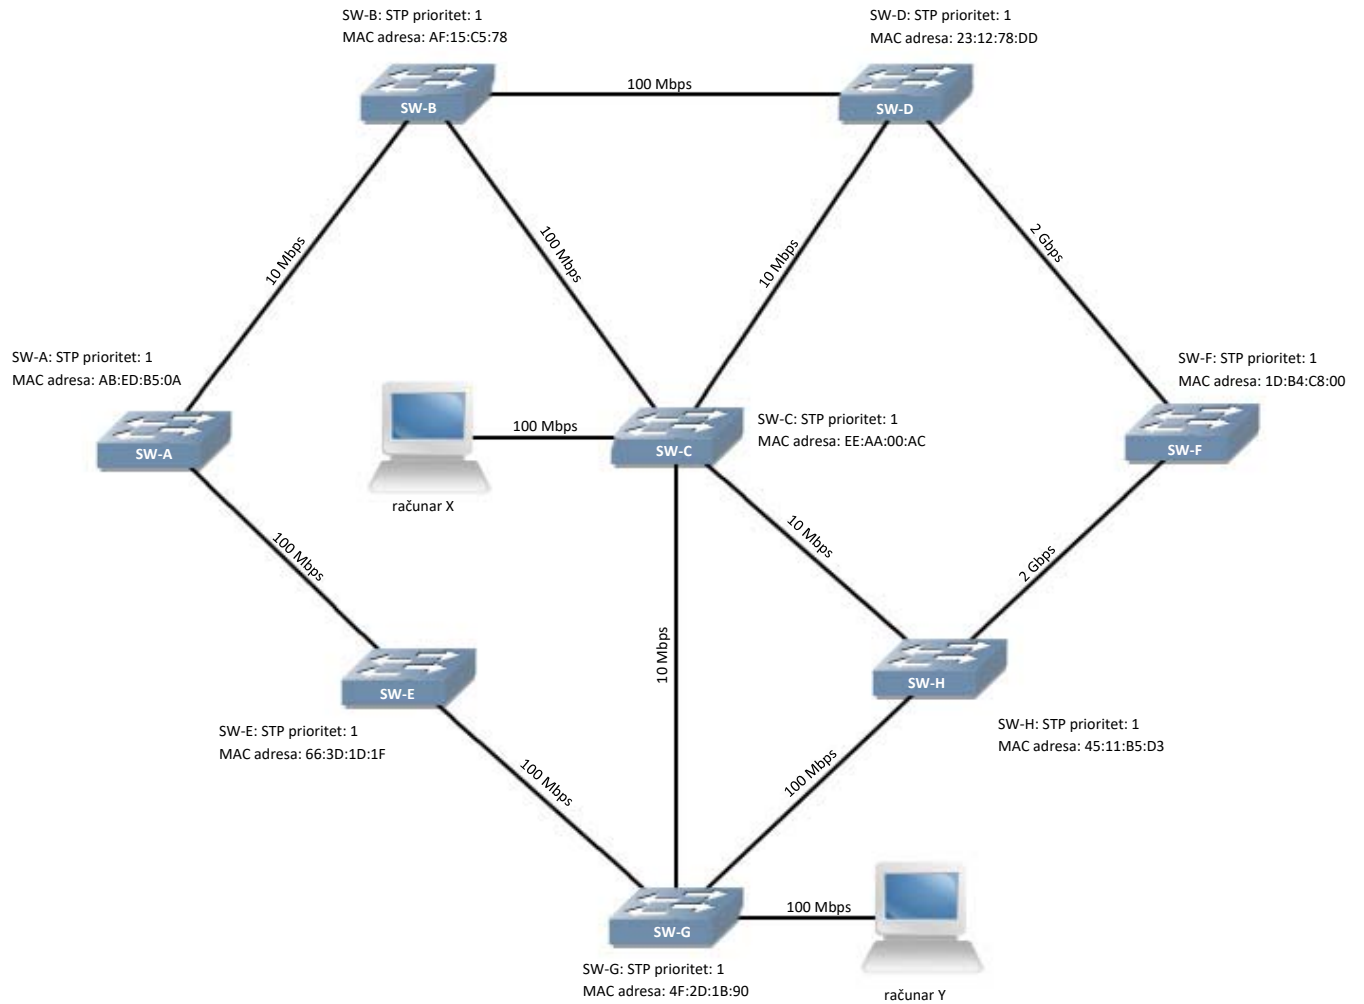 SW-B: STP prioritet: 1
MAC adresa: AF:15:C5:78
SW-D: STP prioritet: 1
MAC adresa: 23:12:78:DD
SW-B
100 Mbps
SW-D
10 Mbps
100 Mbps
10 Mbps
2 Gbps
SW-A: STP prioritet: 1
MAC adresa: AB:ED:B5:0A
SW-F: STP prioritet: 1
MAC adresa: 1D:B4:C8:00
SW-A
računar X
100 Mbps
SW-C
SW-C: STP prioritet: 1
MAC adresa: EE:AA:00:AC
SW-F
100 Mbps
10 Mbps
10 Mbps
2 Gbps
SW-E
SW-H
SW-E: STP prioritet: 1
MAC adresa: 66:3D:1D:1F
SW-H: STP prioritet: 1
MAC adresa: 45:11:B5:D3
100 Mbps
100 Mbps
SW-G
100 Mbps
SW-G: STP prioritet: 1
MAC adresa: 4F:2D:1B:90
računar Y